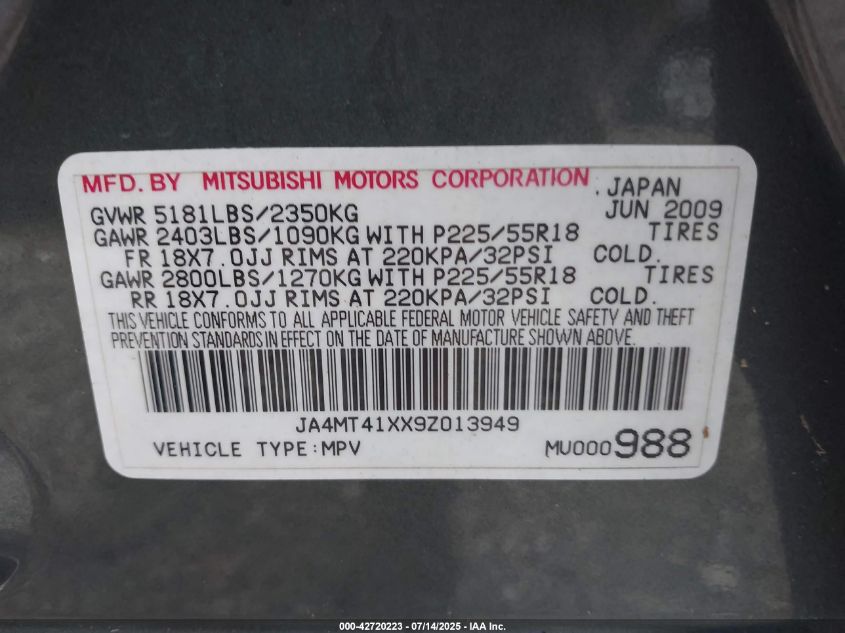 MFD. BY MITSUBISHI MOTORS CORPORATION, JAPAN
GVWR 5181LBS/2350KG JUN 2009
GAWR 2403LBS/1090KG WITH P225/55R18 TIRES
FR 18X7.0JJ RIMS AT 220KPA/32PSI COLD.
GAWR 2800LBS/1270KG WITH P225/55R18 TIRES
RR 18X7.0JJ RIMS AT 220KPA/32PSI COLD.
THIS VEHICLE CONFORMS TO ALL APPLICABLE FEDERAL MOTOR VEHICLE SAFETY AND THEFT
PREVENTION STANDARDS IN EFFECT ON THE DATE OF MANUFACTURE SHOWN ABOVE.
JA4MT41XX9Z013949
VEHICLE TYPE:MPV MU000988
000-42720223 - 07/14/2025 - IAA Inc.